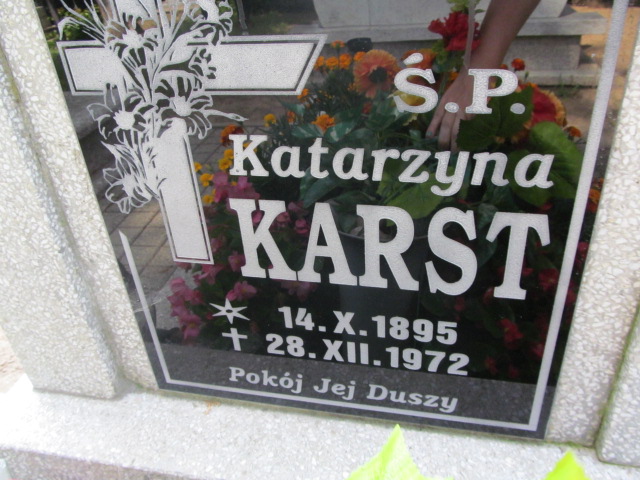 Ś.P.
Katarzyna
KARST
14.X.1895
28.XII.1972
Pokój Jej Duszy